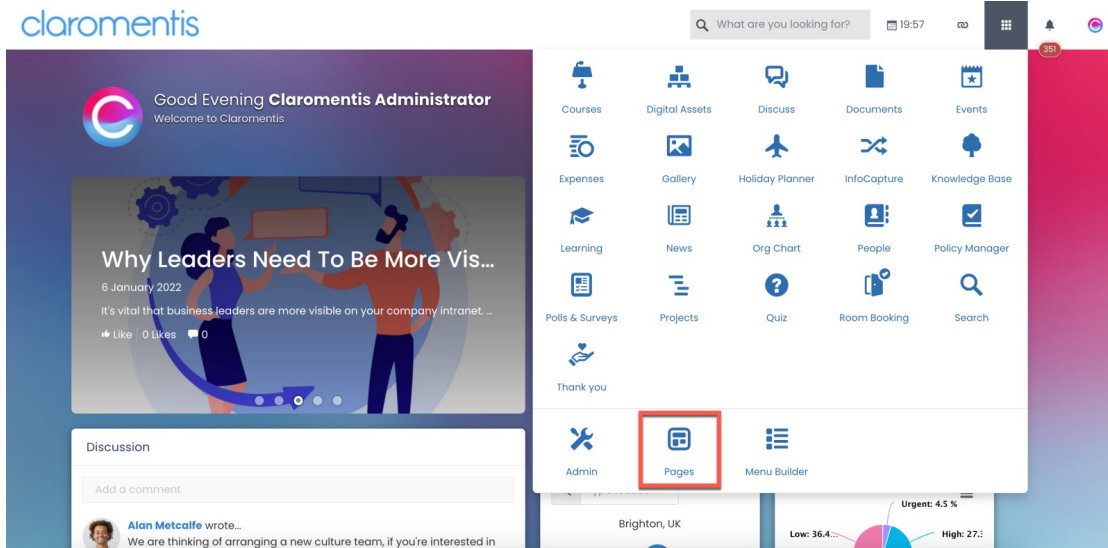 claromentis
What are you looking for?
19:57
351
Good Evening Claromentis Administrator
Welcome to Claromentis
Why Leaders Need To Be More Vis...
6 January 2022
It's vital that business leaders are more visible on your company intranet. ...
Like 0 Likes 0
Discussion
Add a comment
Alan Metcalfe wrote...
We are thinking of arranging a new culture team, if you're interested in
Courses Digital Assets Discuss Documents Events
Expenses Gallery Holiday Planner InfoCapture Knowledge Base
Learning News Org Chart People Policy Manager
Polls & Surveys Projects Quiz Room Booking Search
Thank you
Admin Pages Menu Builder
Brighton, UK
Urgent: 4.5 %
Low: 36.4...
High: 27.: